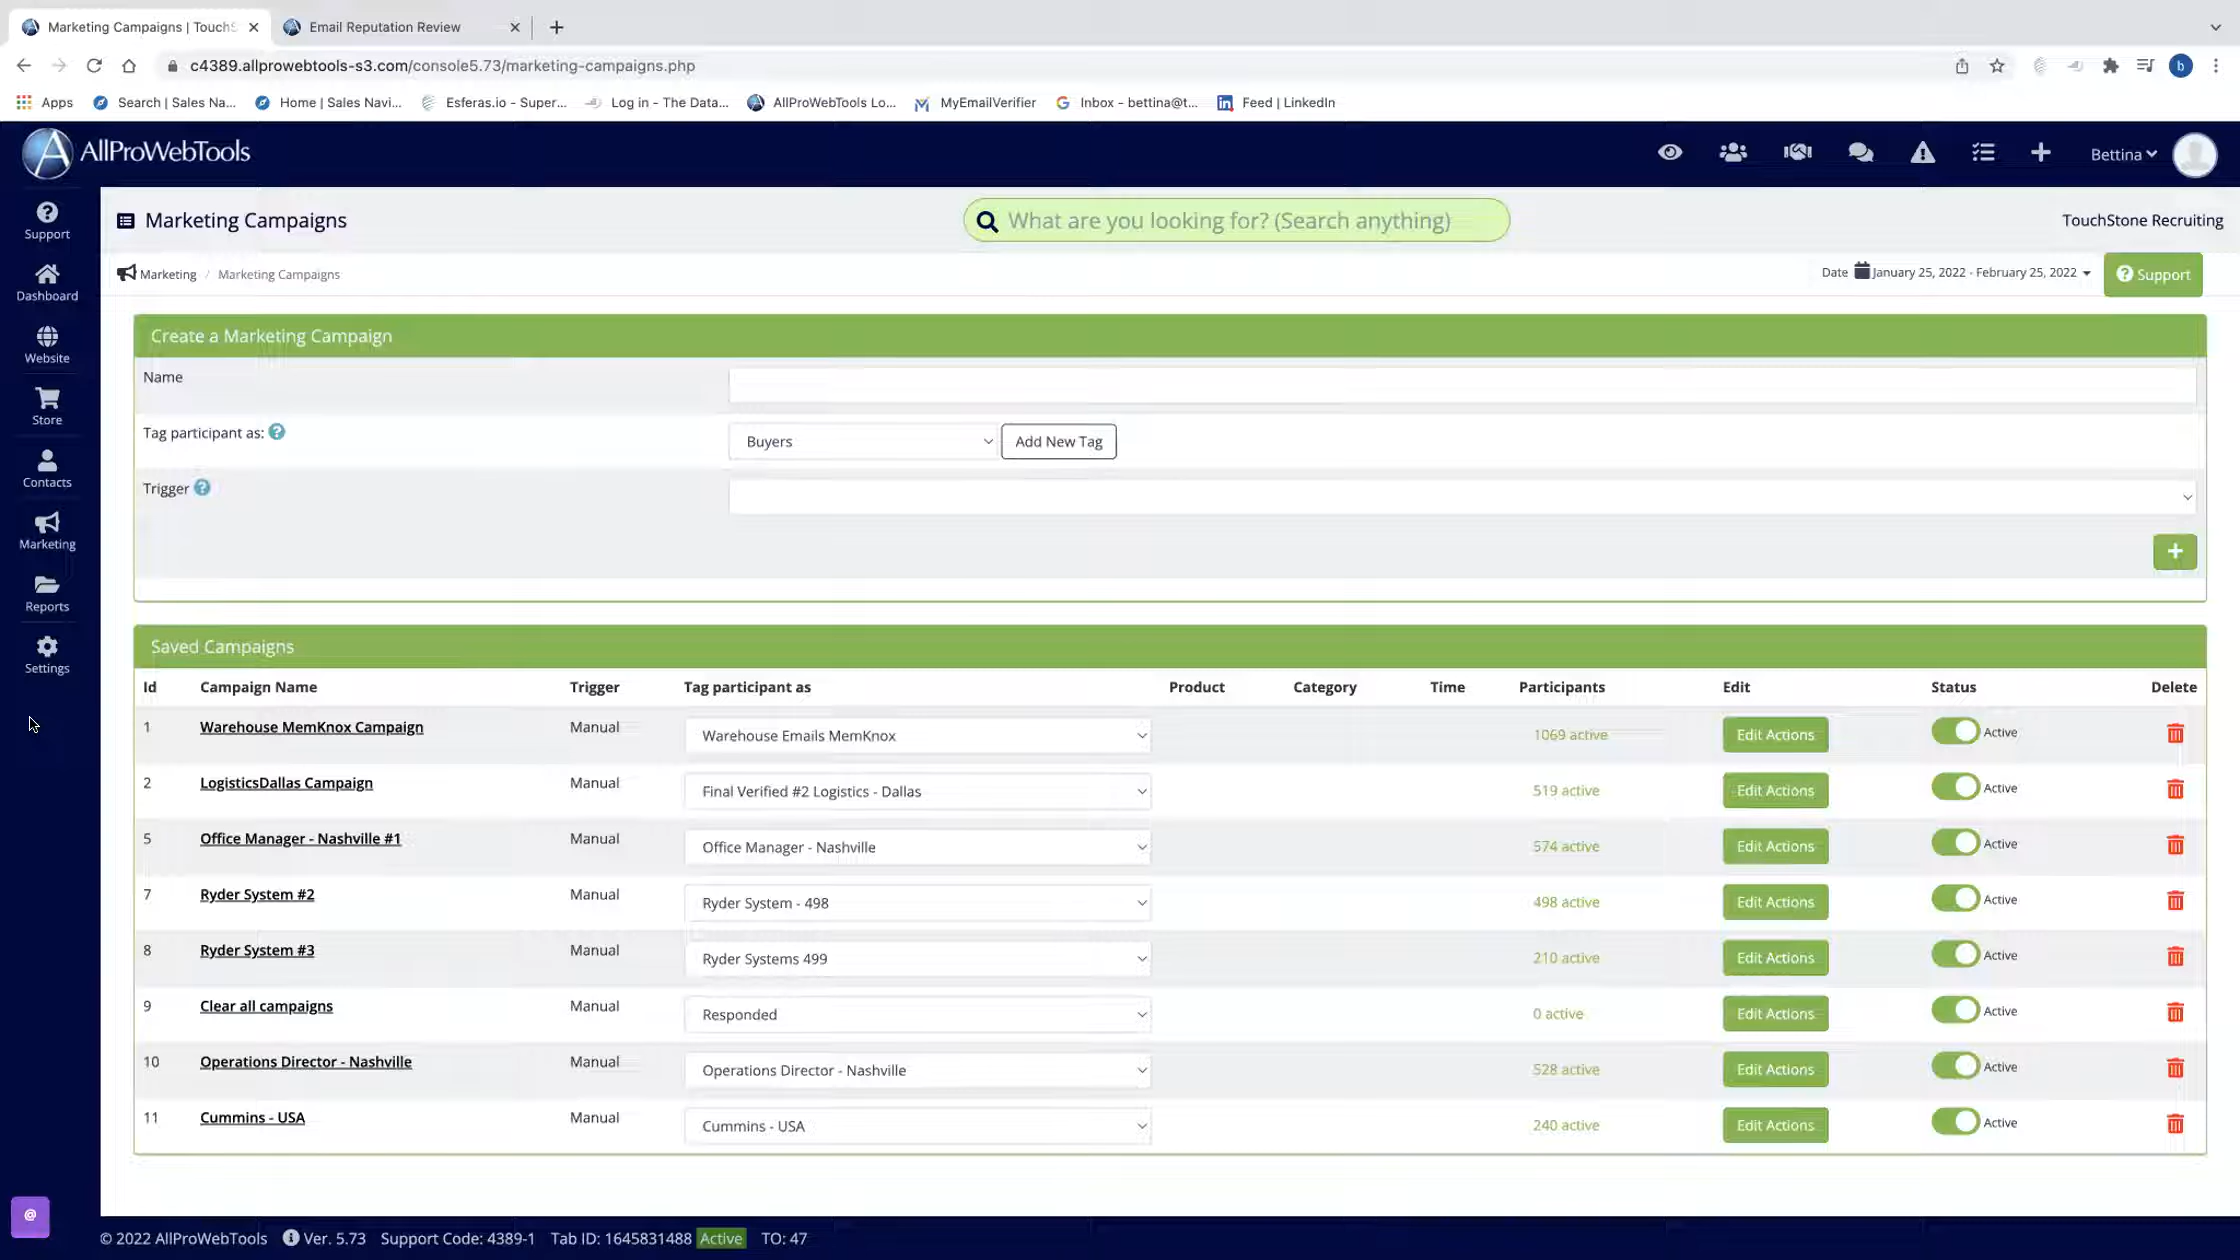 Marketing Campaigns | TouchS
Email Reputation Review
c4389.allprowebtools-s3.com/console5.73/marketing-campaigns.php
b
Apps
Search | Sales Na...
Home | Sales Navi...
Esferas.io - Super...
Log in - The Data...
AllProWebTools Lo...
MyEmailVerifier
Inbox - bettina@t...
Feed | LinkedIn
AllProWebTools
Bettina
Support
Dashboard
Website
Store
Contacts
Marketing
Reports
Settings
@
Marketing Campaigns
What are you looking for? (Search anything)
TouchStone Recruiting
Marketing / Marketing Campaigns
Date January 25, 2022 - February 25, 2022
Support
Create a Marketing Campaign
Name
Tag participant as: ?
Buyers
Add New Tag
Trigger ?
+
Saved Campaigns
Id Campaign Name Trigger Tag participant as Product Category Time Participants Edit Status Delete
1 Warehouse MemKnox Campaign Manual Warehouse Emails MemKnox 1069 active Edit Actions Active
2 LogisticsDallas Campaign Manual Final Verified #2 Logistics - Dallas 519 active Edit Actions Active
5 Office Manager - Nashville #1 Manual Office Manager - Nashville 574 active Edit Actions Active
7 Ryder System #2 Manual Ryder System - 498 498 active Edit Actions Active
8 Ryder System #3 Manual Ryder Systems 499 210 active Edit Actions Active
9 Clear all campaigns Manual Responded 0 active Edit Actions Active
10 Operations Director - Nashville Manual Operations Director - Nashville 528 active Edit Actions Active
11 Cummins - USA Manual Cummins - USA 240 active Edit Actions Active
© 2022 AllProWebTools Ver. 5.73 Support Code: 4389-1 Tab ID: 1645831488 Active TO: 47